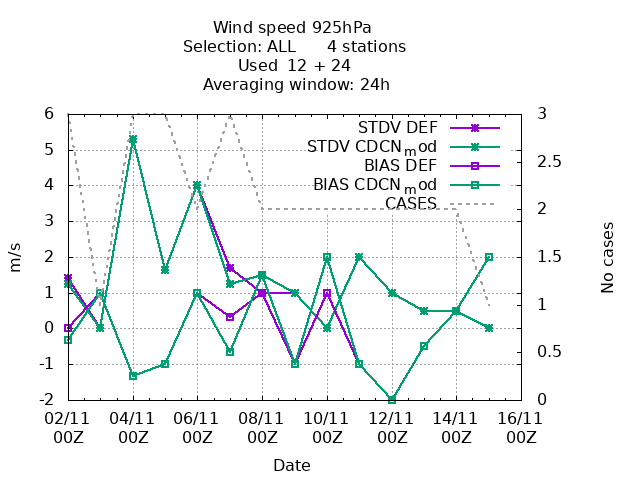 Wind speed 925hPa
Selection: ALL      4 stations
Used  12 + 24
Averaging window: 24h
STDV DEF
STDV CDCNmod
BIAS DEF
BIAS CDCNmod
CASES
6
5
4
3
2
1
0
-1
-2
m/s
3
2.5
2
1.5
1
0.5
0
No cases
02/11 04/11 06/11 08/11 10/11 12/11 14/11 16/11
00Z 00Z 00Z 00Z 00Z 00Z 00Z 00Z
Date